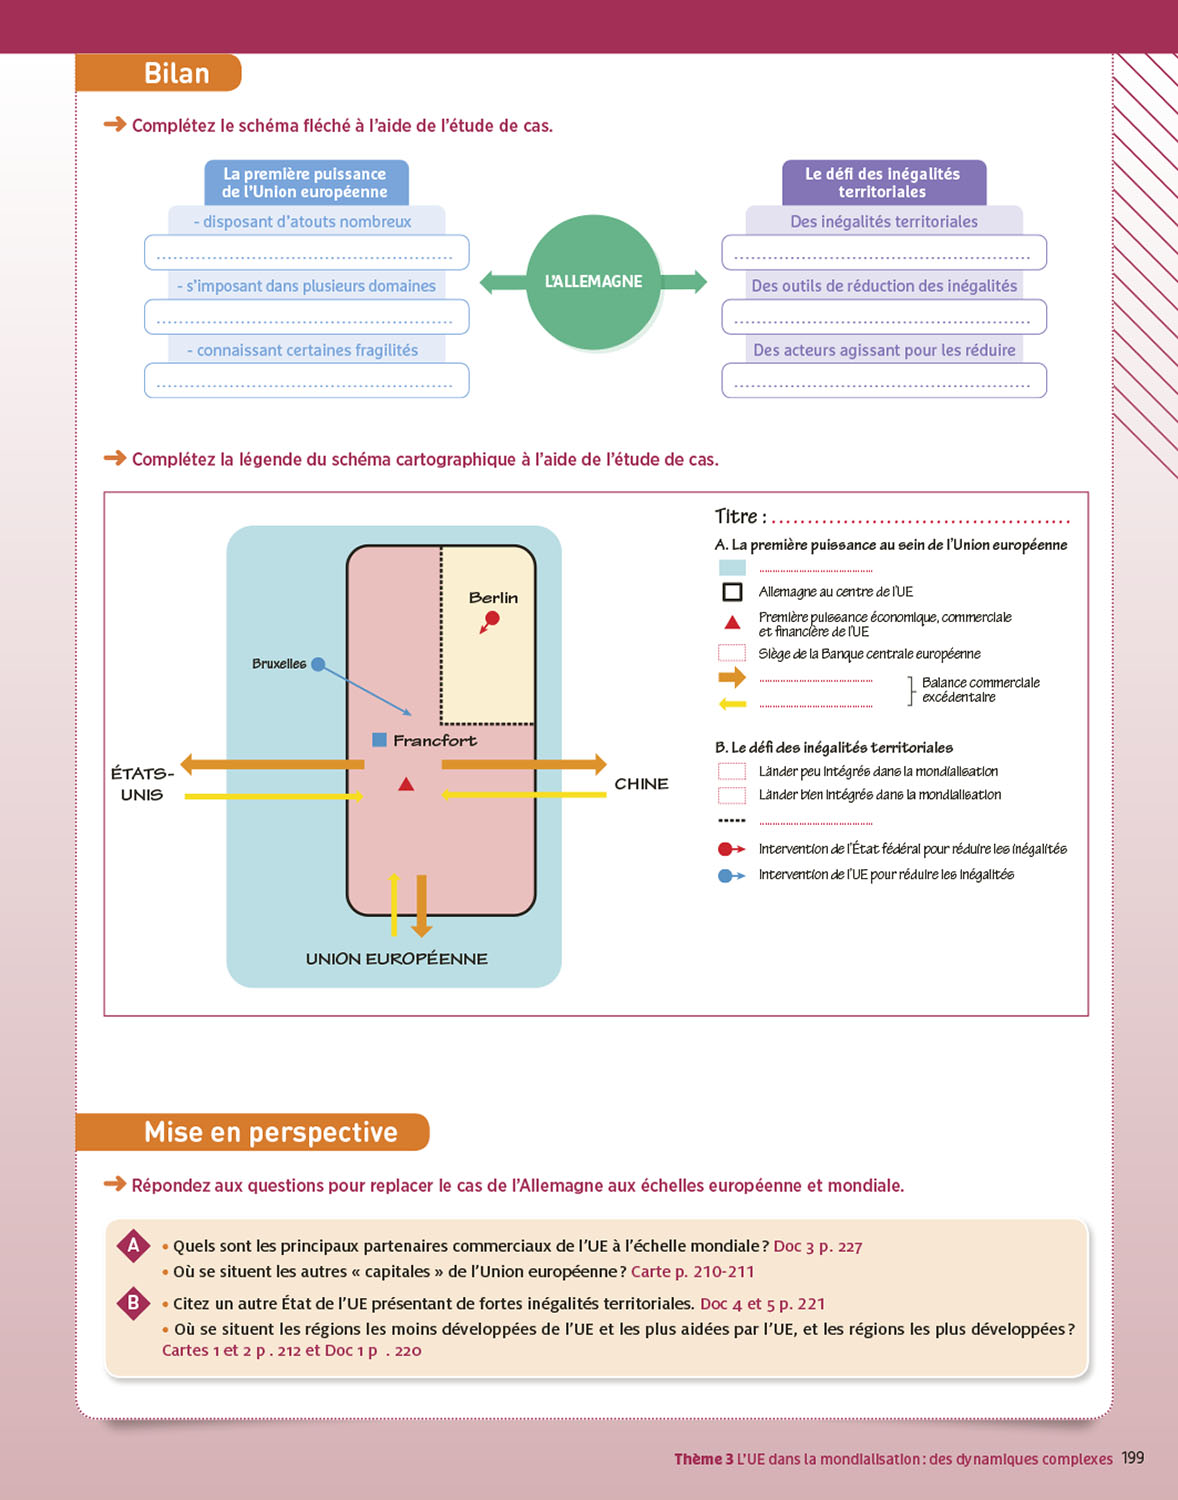 Bilan
➔ Complétez le schéma fléché à l'aide de l'étude de cas.
La première puissance
de l'Union européenne
- disposant d'atouts nombreux
- s'imposant dans plusieurs domaines
- connaissant certaines fragilités
L'ALLEMAGNE
Le défi des inégalités
territoriales
Des inégalités territoriales
Des outils de réduction des inégalités
Des acteurs agissant pour les réduire
➔ Complétez la légende du schéma cartographique à l'aide de l'étude de cas.
Berlin
Bruxelles
Francfort
ÉTATS-
UNIS
CHINE
UNION EUROPÉENNE
Titre : ..........................................
A. La première puissance au sein de l'Union européenne
Allemagne au centre de l'UE
Première puissance économique, commerciale
et financière de l'UE
Siège de la Banque centrale européenne
Balance commerciale
excédentaire
B. Le défi des inégalités territoriales
Länder peu intégrés dans la mondialisation
Länder bien intégrés dans la mondialisation
Intervention de l'État fédéral pour réduire les inégalités
Intervention de l'UE pour réduire les inégalités
Mise en perspective
➔ Répondez aux questions pour replacer le cas de l'Allemagne aux échelles européenne et mondiale.
A • Quels sont les principaux partenaires commerciaux de l'UE à l'échelle mondiale ? Doc 3 p. 227
• Où se situent les autres « capitales » de l'Union européenne ? Carte p. 210-211
B • Citez un autre État de l'UE présentant de fortes inégalités territoriales. Doc 4 et 5 p. 221
• Où se situent les régions les moins développées de l'UE et les plus aidées par l'UE, et les régions les plus développées ?
Cartes 1 et 2 p . 212 et Doc 1 p . 220
Thème 3 L'UE dans la mondialisation : des dynamiques complexes 199